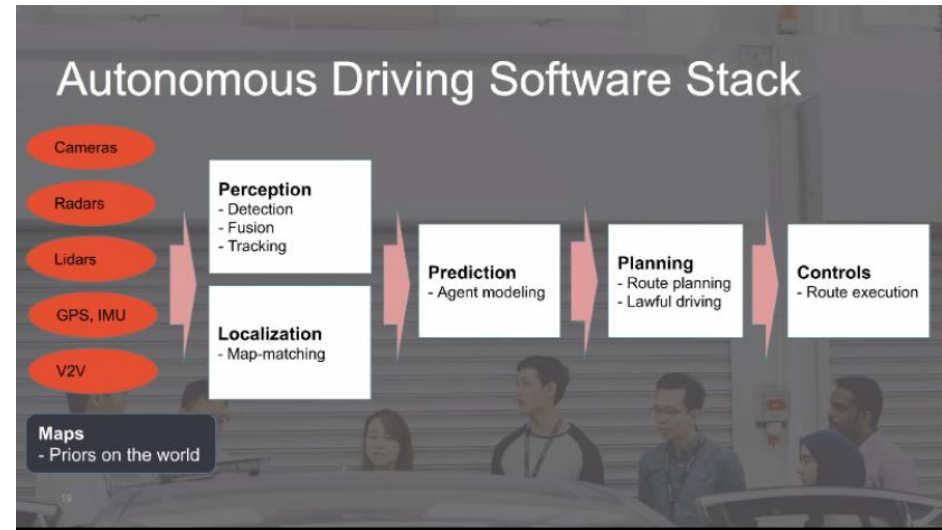 Autonomous Driving Software Stack
Cameras
Radars
Lidars
GPS, IMU
V2V
Maps
- Priors on the world
Perception
- Detection
- Fusion
- Tracking
Localization
- Map-matching
Prediction
- Agent modeling
Planning
- Route planning
- Lawful driving
Controls
- Route execution
19